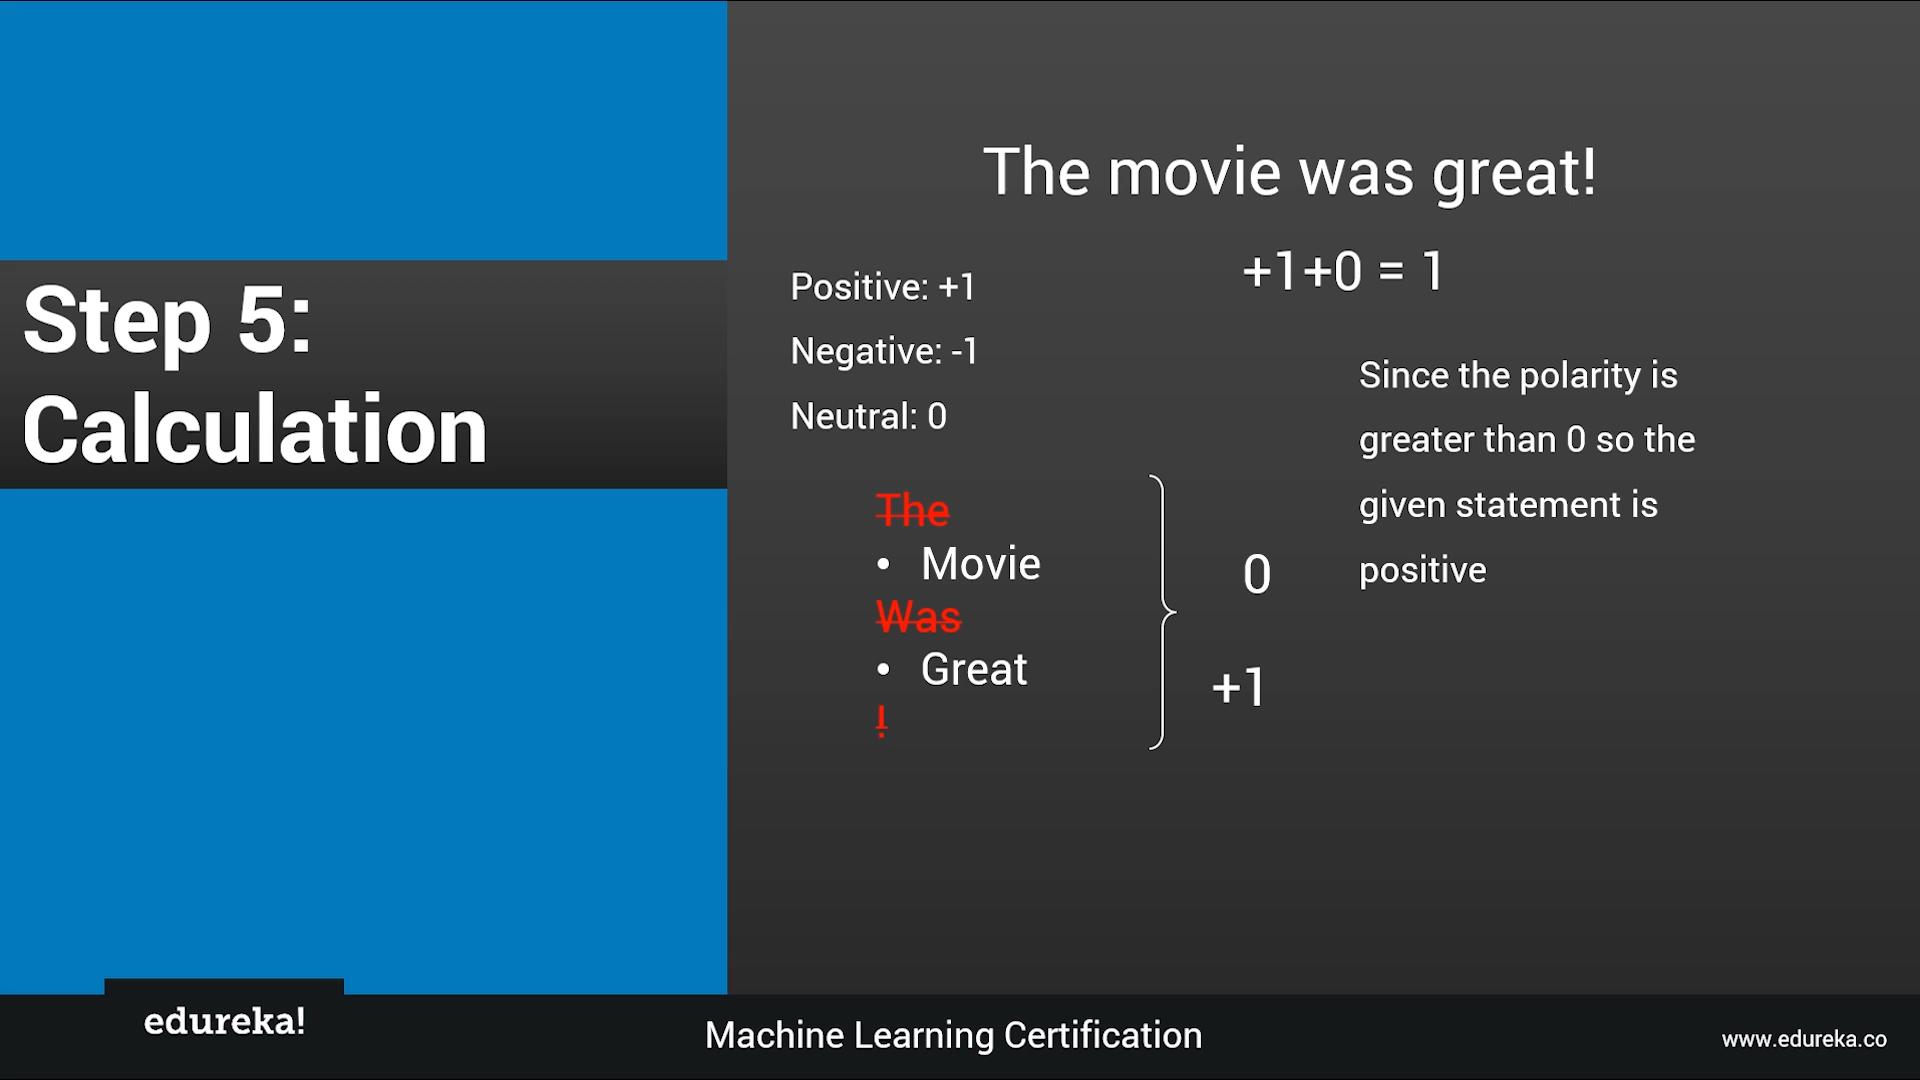 Step 5:
Calculation
The movie was great!
+1+0 = 1
Positive: +1
Negative: -1
Neutral: 0
Since the polarity is
greater than 0 so the
given statement is
positive
The
• Movie
Was
• Great
!
0
+1
edureka!
Machine Learning Certification
www.edureka.co